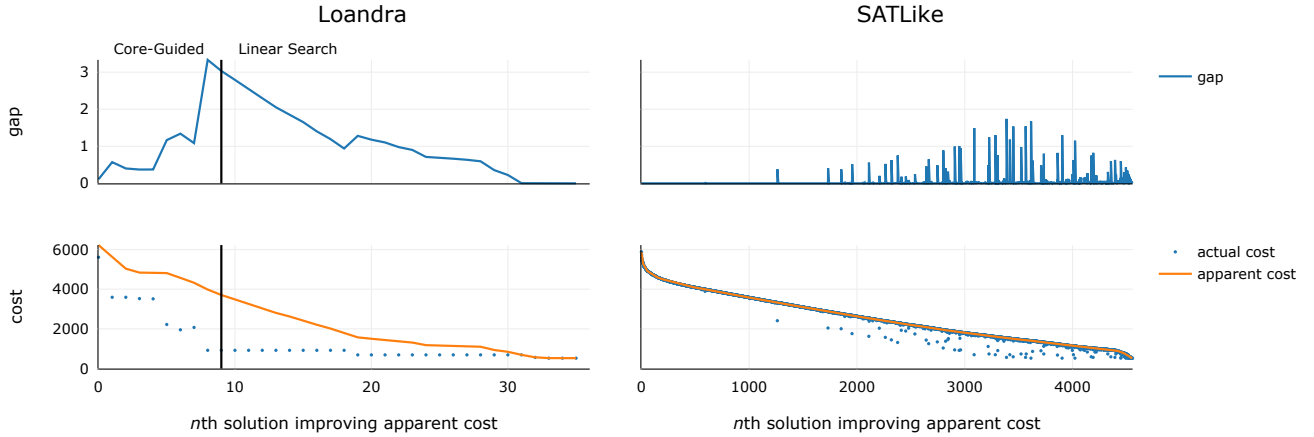 Loandra
SATLike
Core-Guided
Linear Search
gap
3
2
1
0
gap
cost
6000
4000
2000
0
0
10
20
30
0
1000
2000
3000
4000
actual cost
apparent cost
nth solution improving apparent cost
nth solution improving apparent cost